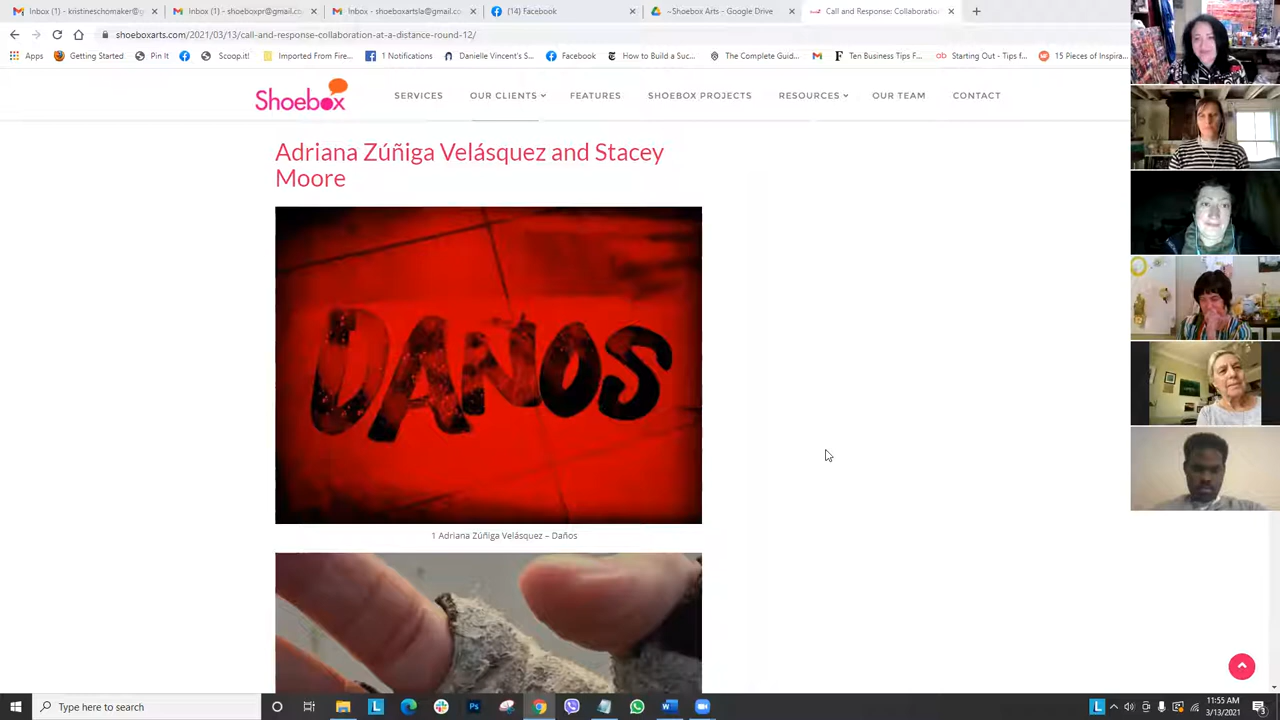 Inbox (1) - kristineschomaker@g
Inbox (1) - shoeboxpr@gmail.co
Inbox - shoeboxartsla@gmail.co
(14) Facebook
~Shoebox Arts - Google Drive
Call and Response: Collaboration
shoeboxarts.com/2021/03/13/call-and-response-collaboration-at-a-distance-round-12/
Apps
Getting Started
Pin It
Scoop.it!
Imported From Fire...
1 Notifications
Danielle Vincent's S...
Facebook
How to Build a Suc...
The Complete Guid...
Ten Business Tips F...
Starting Out - Tips f...
15 Pieces of Inspira...
Shoebox
SERVICES
OUR CLIENTS
FEATURES
SHOEBOX PROJECTS
RESOURCES
OUR TEAM
CONTACT
Adriana Zúñiga Velásquez and Stacey
Moore
DAÑOS
1 Adriana Zúñiga Velásquez – Daños
Type here to search
11:55 AM
3/13/2021